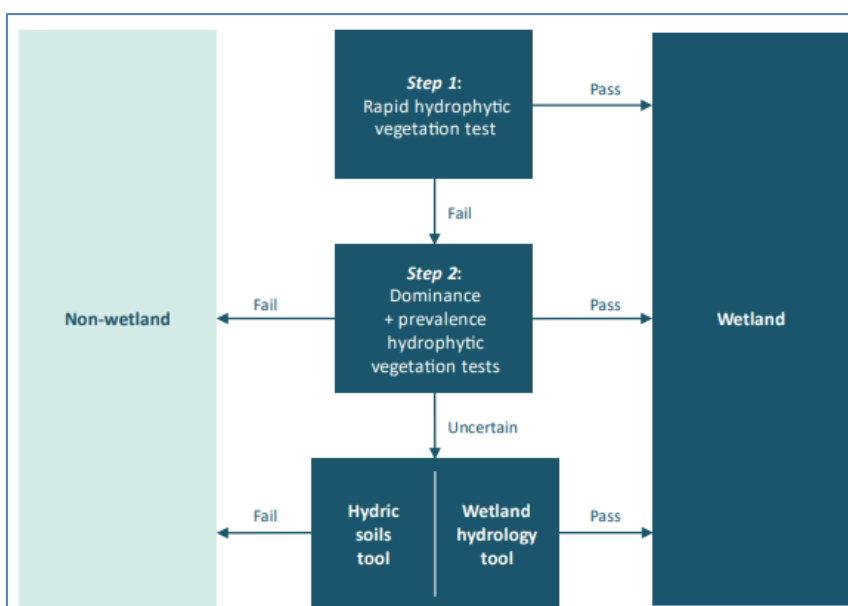 Step 1:
Rapid hydrophytic
vegetation test
Pass
Fail
Step 2:
Dominance
+ prevalence
hydrophytic
vegetation tests
Fail
Non-wetland
Pass
Wetland
Uncertain
Fail
Hydric
soils
tool
Wetland
hydrology
tool
Pass